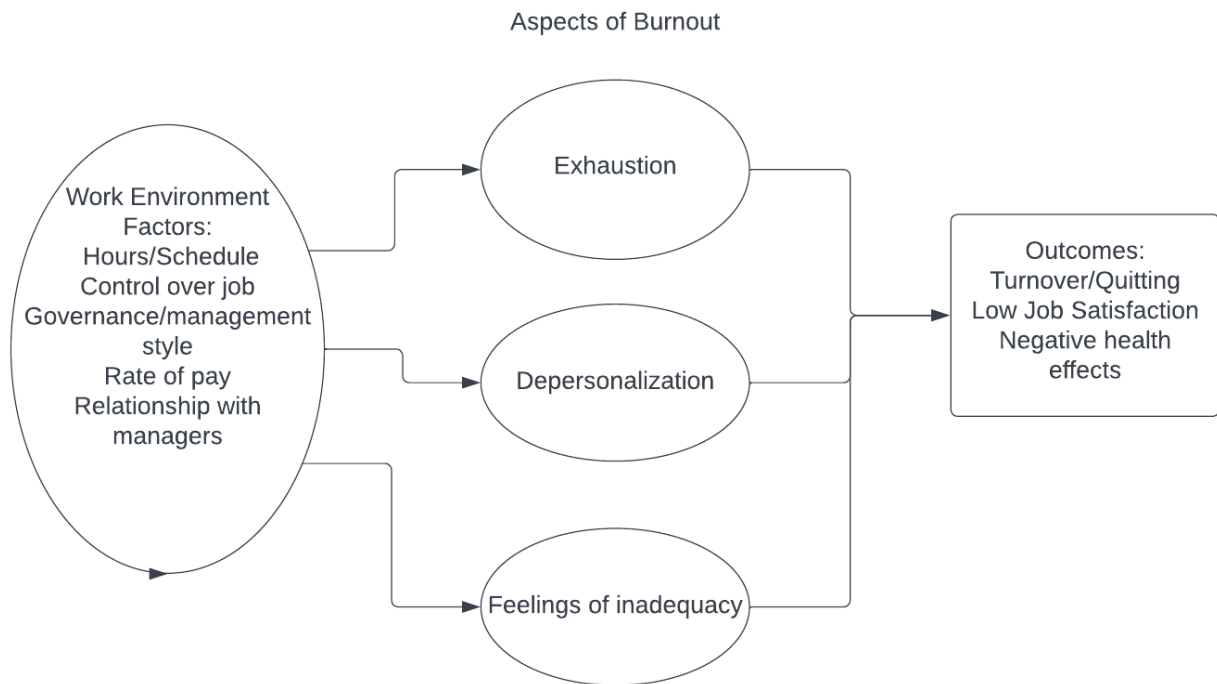 Aspects of Burnout
Work Environment
Factors:
Hours/Schedule
Control over job
Governance/management
style
Rate of pay
Relationship with
managers
Exhaustion
Depersonalization
Feelings of inadequacy
Outcomes:
Turnover/Quitting
Low Job Satisfaction
Negative health
effects